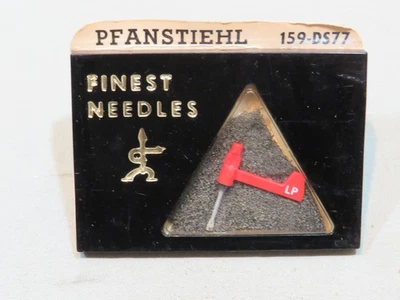 PFANSTIEHL 159-DS77
FINEST
NEEDLES
LP